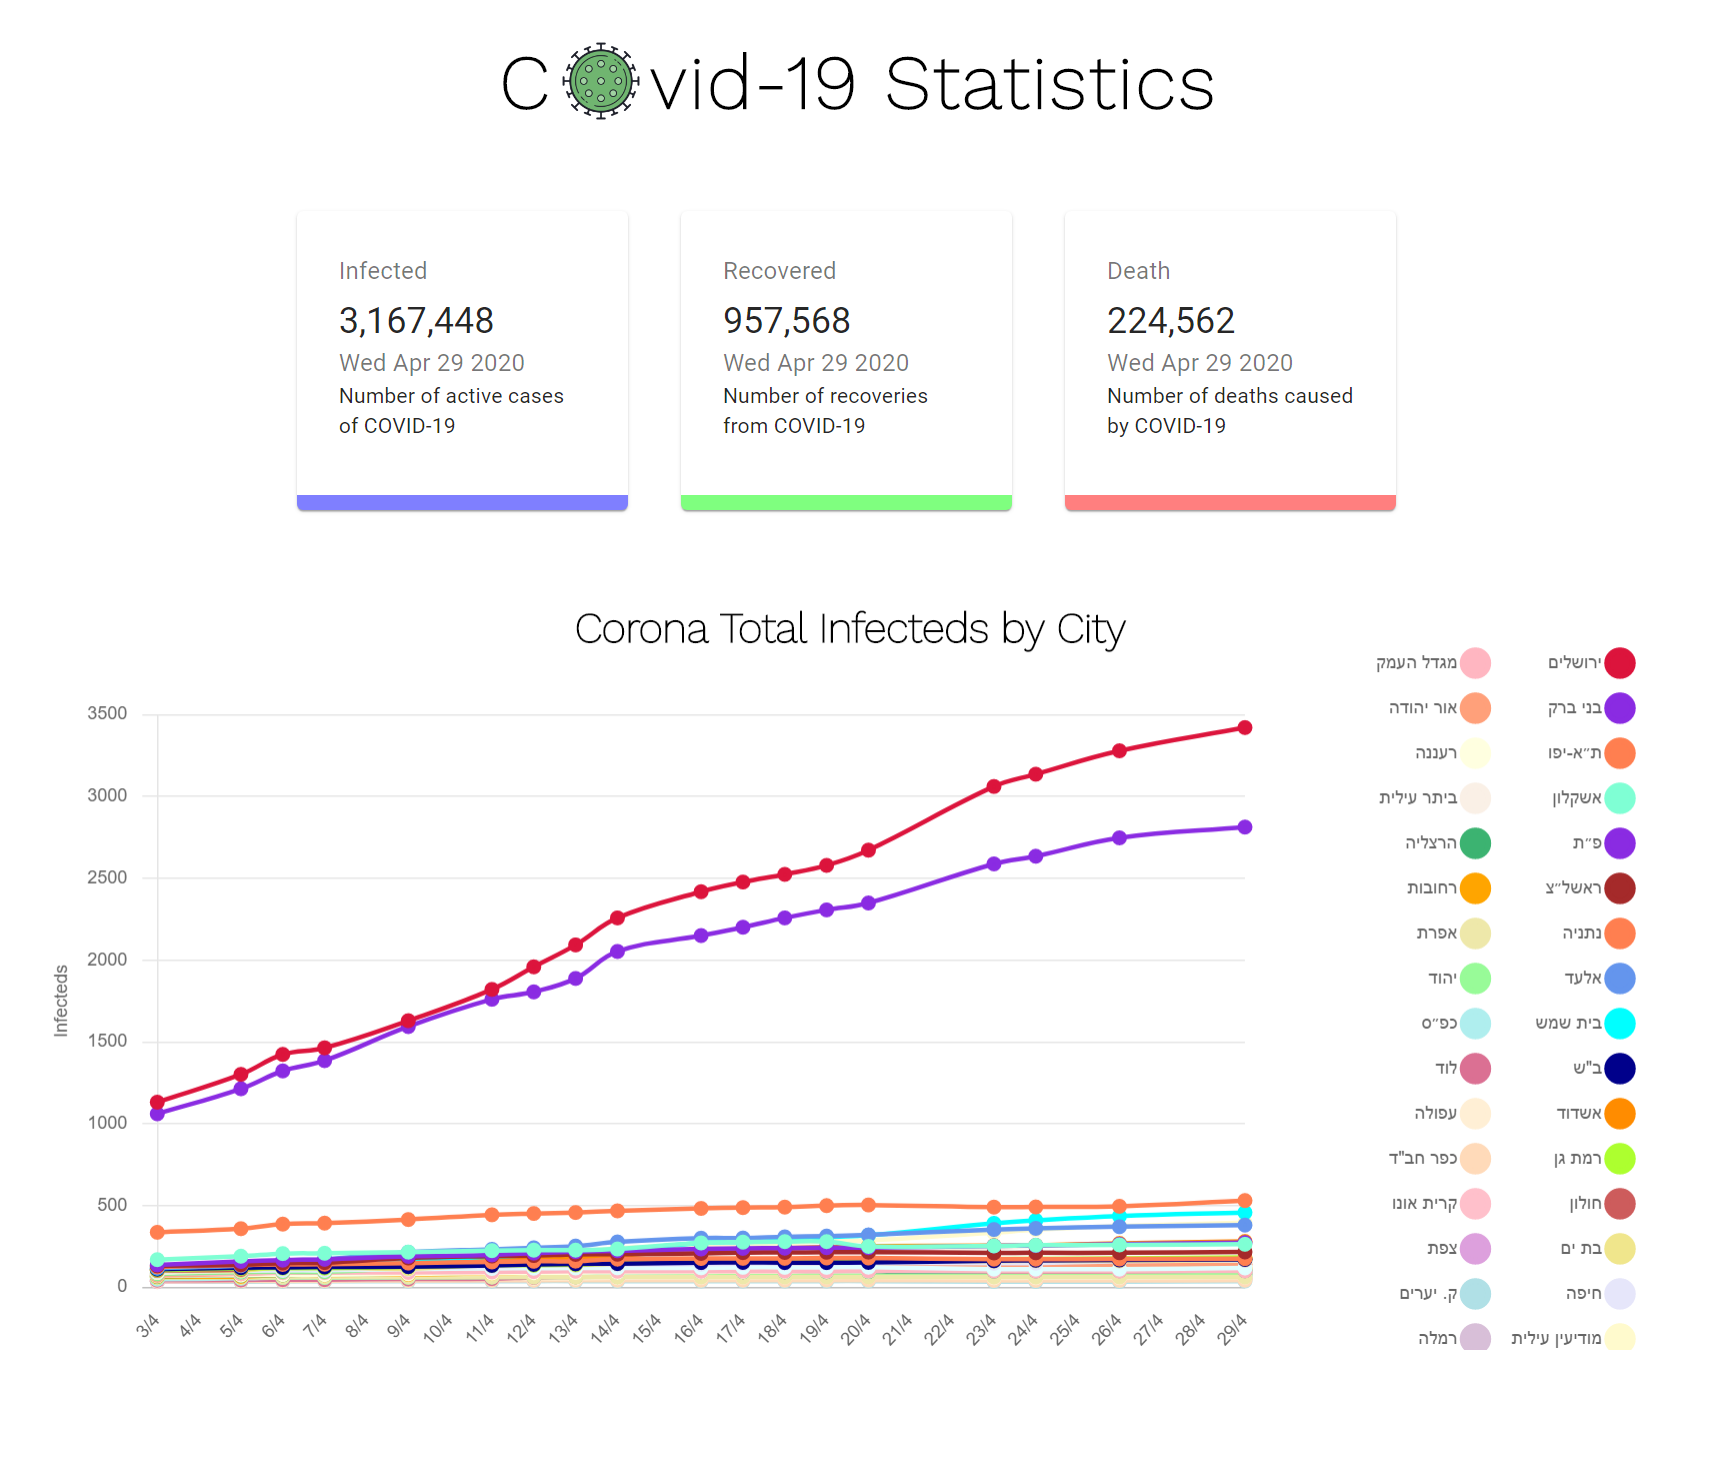 Covid-19 Statistics
Infected
3,167,448
Wed Apr 29 2020
Number of active cases
of COVID-19
Recovered
957,568
Wed Apr 29 2020
Number of recoveries
from COVID-19
Death
224,562
Wed Apr 29 2020
Number of deaths caused
by COVID-19
Corona Total Infecteds by City
3500
3000
2500
2000
1500
1000
500
0
Infecteds
3/4
4/4
5/4
6/4
7/4
8/4
9/4
10/4
11/4
12/4
13/4
14/4
15/4
16/4
17/4
18/4
19/4
20/4
21/4
22/4
23/4
24/4
25/4
26/4
27/4
28/4
29/4
ירושלים
בני ברק
ת״א-יפו
אשקלון
פ״ת
ראשל״צ
נתניה
אלעד
בית שמש
ב"ש
אשדוד
רמת גן
חולון
בת ים
חיפה
מודיעין עילית
מגדל העמק
אור יהודה
רעננה
ביתר עילית
הרצליה
רחובות
אפרת
יהוד
כפ״ס
לוד
עפולה
כפר חב"ד
קרית אונו
צפת
ק. יערים
רמלה